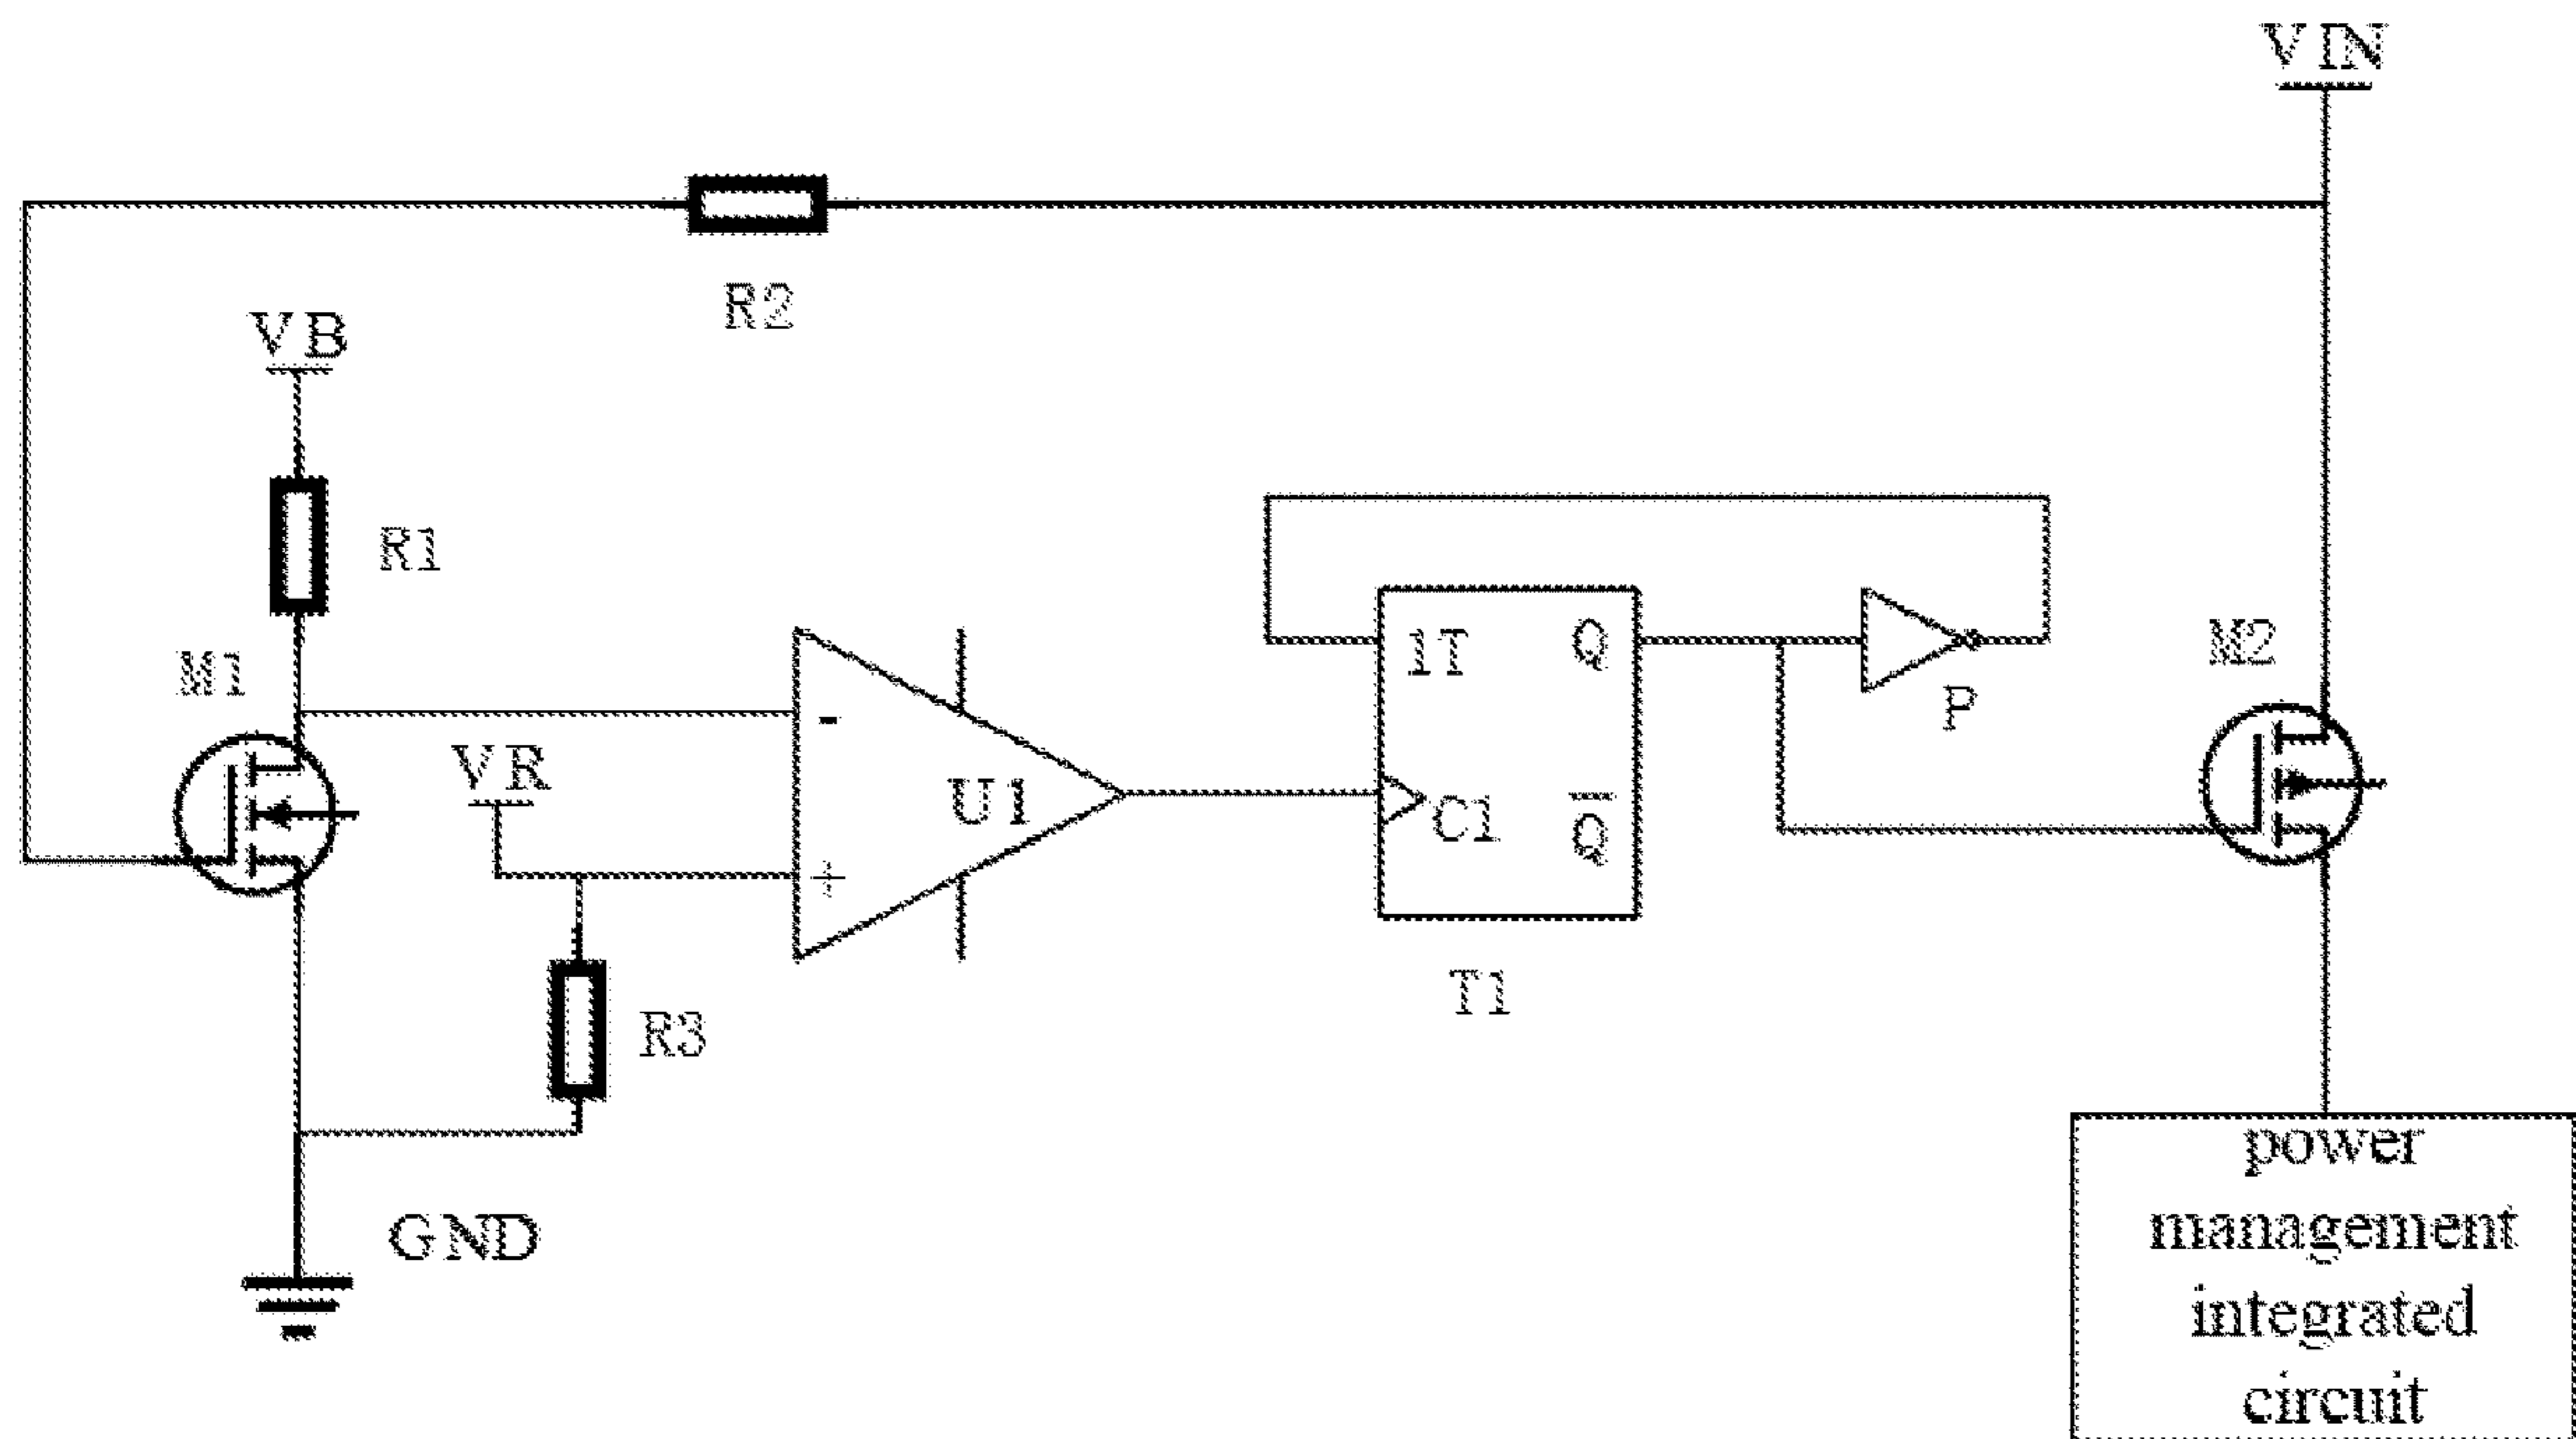 VIN
R2
VB
R1
M1
VR
-
+
U1
1T
Q
C1
Q̅
T1
P
M2
R3
GND
power
management
integrated
circuit